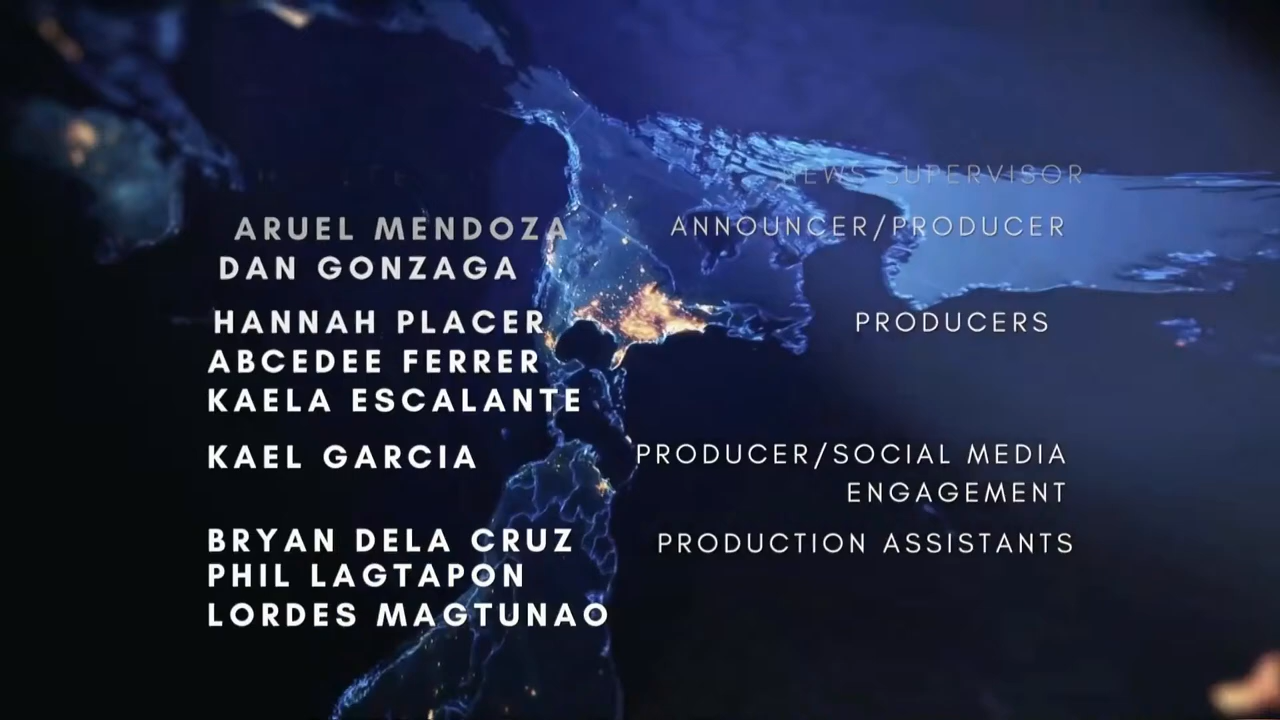 NEWS SUPERVISOR
ARUEL MENDOZA ANNOUNCER/PRODUCER
DAN GONZAGA
HANNAH PLACER PRODUCERS
ABCEDEE FERRER
KAELA ESCALANTE
KAEL GARCIA PRODUCER/SOCIAL MEDIA
ENGAGEMENT
BRYAN DELA CRUZ PRODUCTION ASSISTANTS
PHIL LAGTAPON
LORDES MAGTUNAO